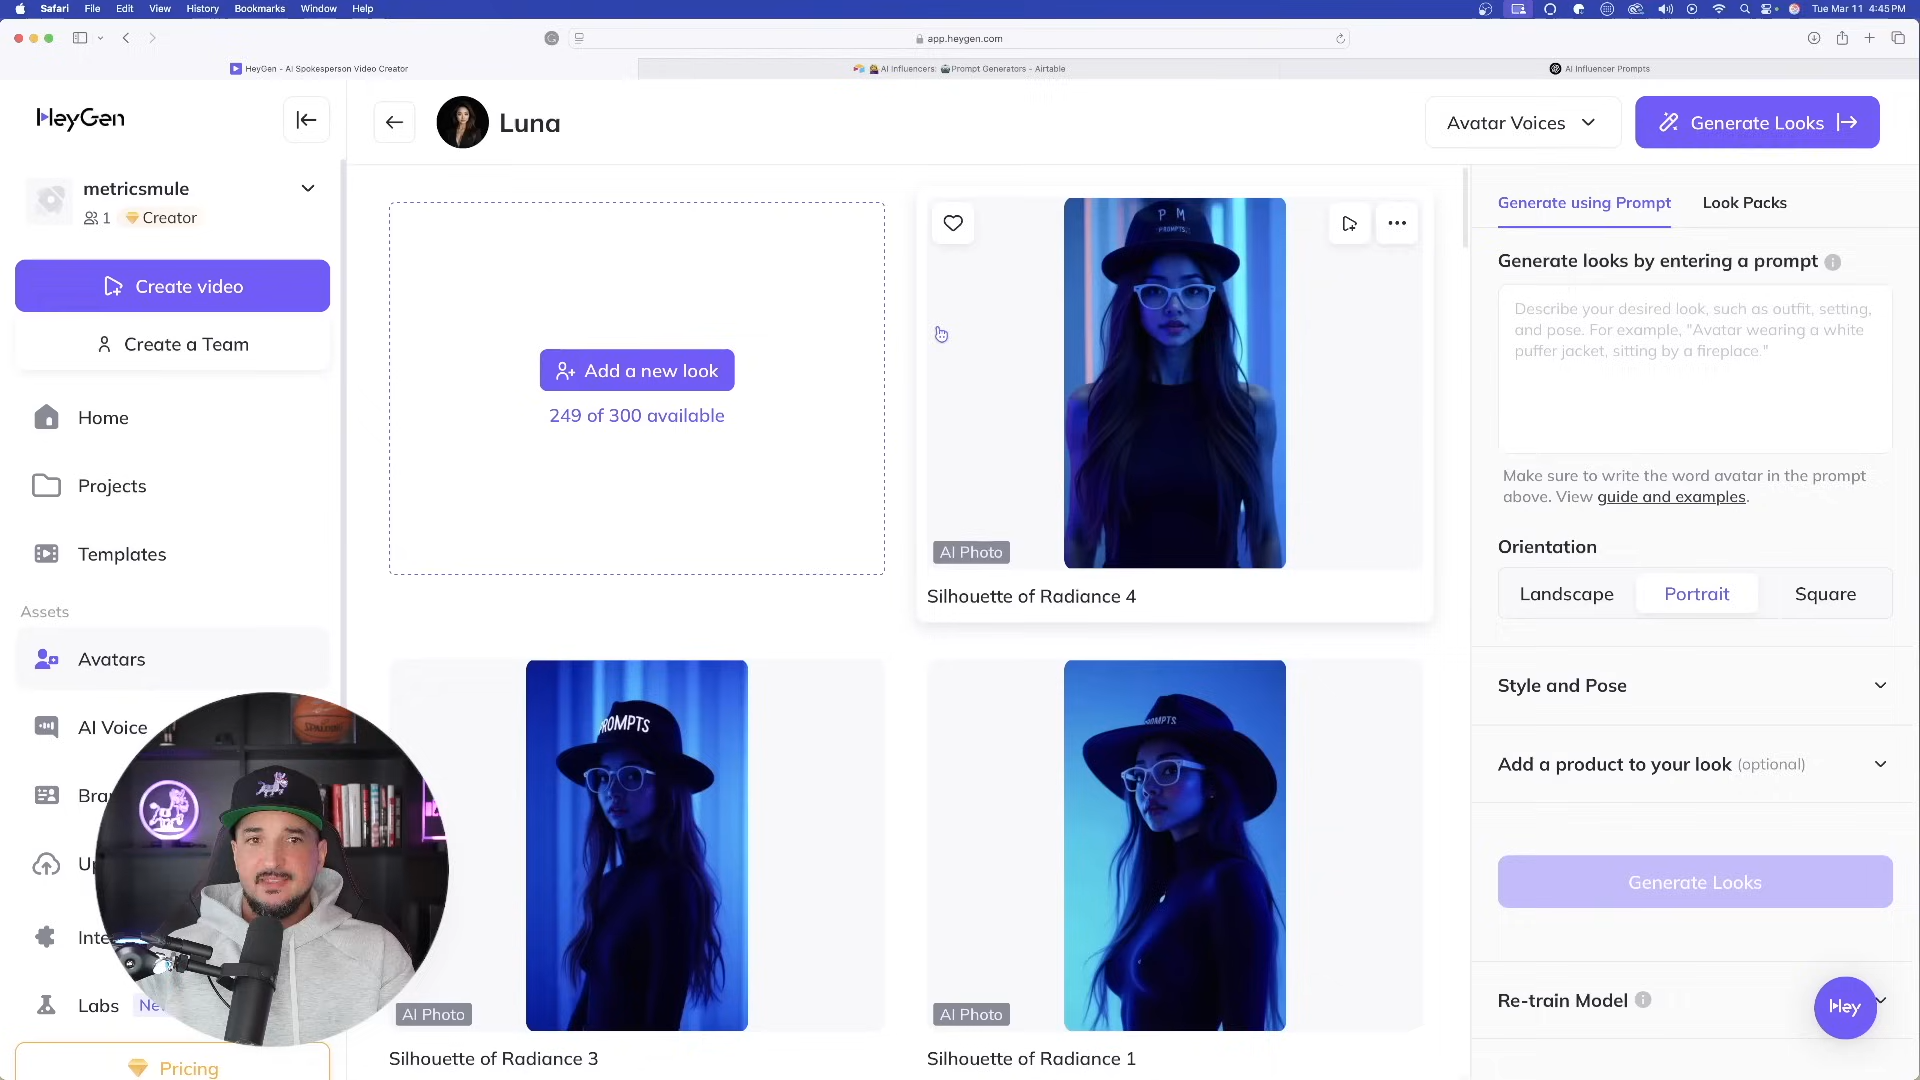 Safari File Edit View History Bookmarks Window Help
Tue Mar 11 4:45 PM
app.heygen.com
HeyGen - AI Spokesperson Video Creator
AI Influencers: Prompt Generators - Airtable
AI Influencer Prompts
HeyGen
Luna
Avatar Voices
Generate Looks
metricsmule
1 Creator
Create video
Create a Team
Home
Projects
Templates
Assets
Avatars
AI Voice
Labs
Pricing
Add a new look
249 of 300 available
P M
PROMPTS
AI Photo
Silhouette of Radiance 4
PROMPTS
AI Photo
Silhouette of Radiance 3
PROMPTS
AI Photo
Silhouette of Radiance 1
SPALDING
Generate using Prompt
Look Packs
Generate looks by entering a prompt
Describe your desired look, such as outfit, setting,
and pose. For example, "Avatar wearing a white
puffer jacket, sitting by a fireplace."
Make sure to write the word avatar in the prompt
above. View guide and examples.
Orientation
Landscape Portrait Square
Style and Pose
Add a product to your look (optional)
Generate Looks
Re-train Model
Hey